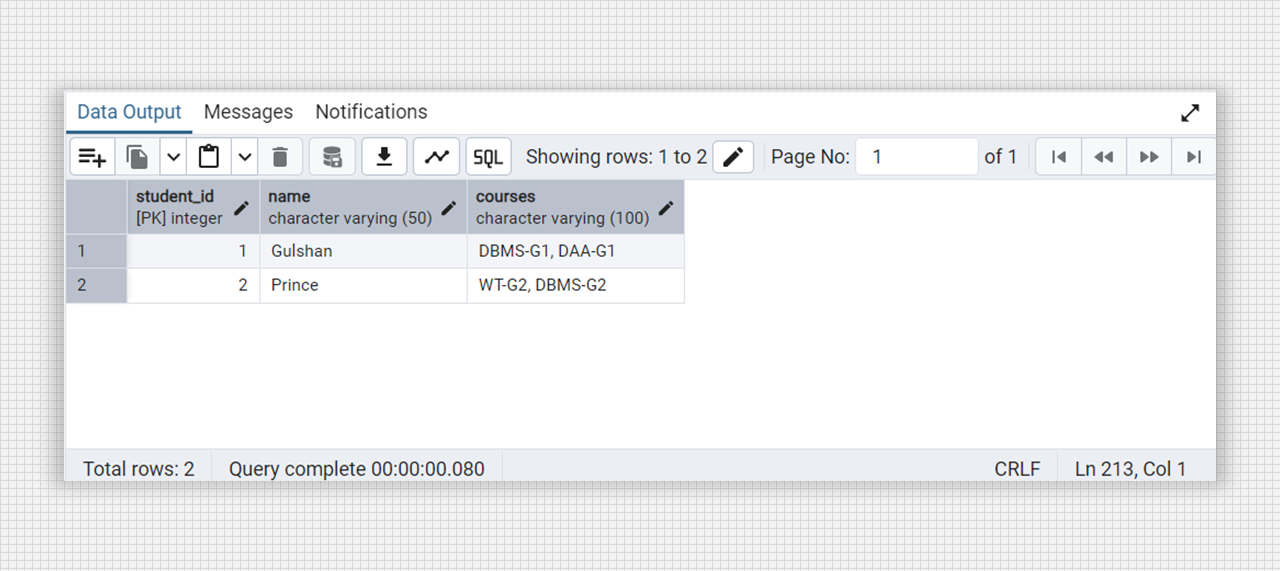 Data Output Messages Notifications
SQL Showing rows: 1 to 2 Page No: 1 of 1
student_id name courses
[PK] integer character varying (50) character varying (100)
1 1 Gulshan DBMS-G1, DAA-G1
2 2 Prince WT-G2, DBMS-G2
Total rows: 2 Query complete 00:00:00.080 CRLF Ln 213, Col 1